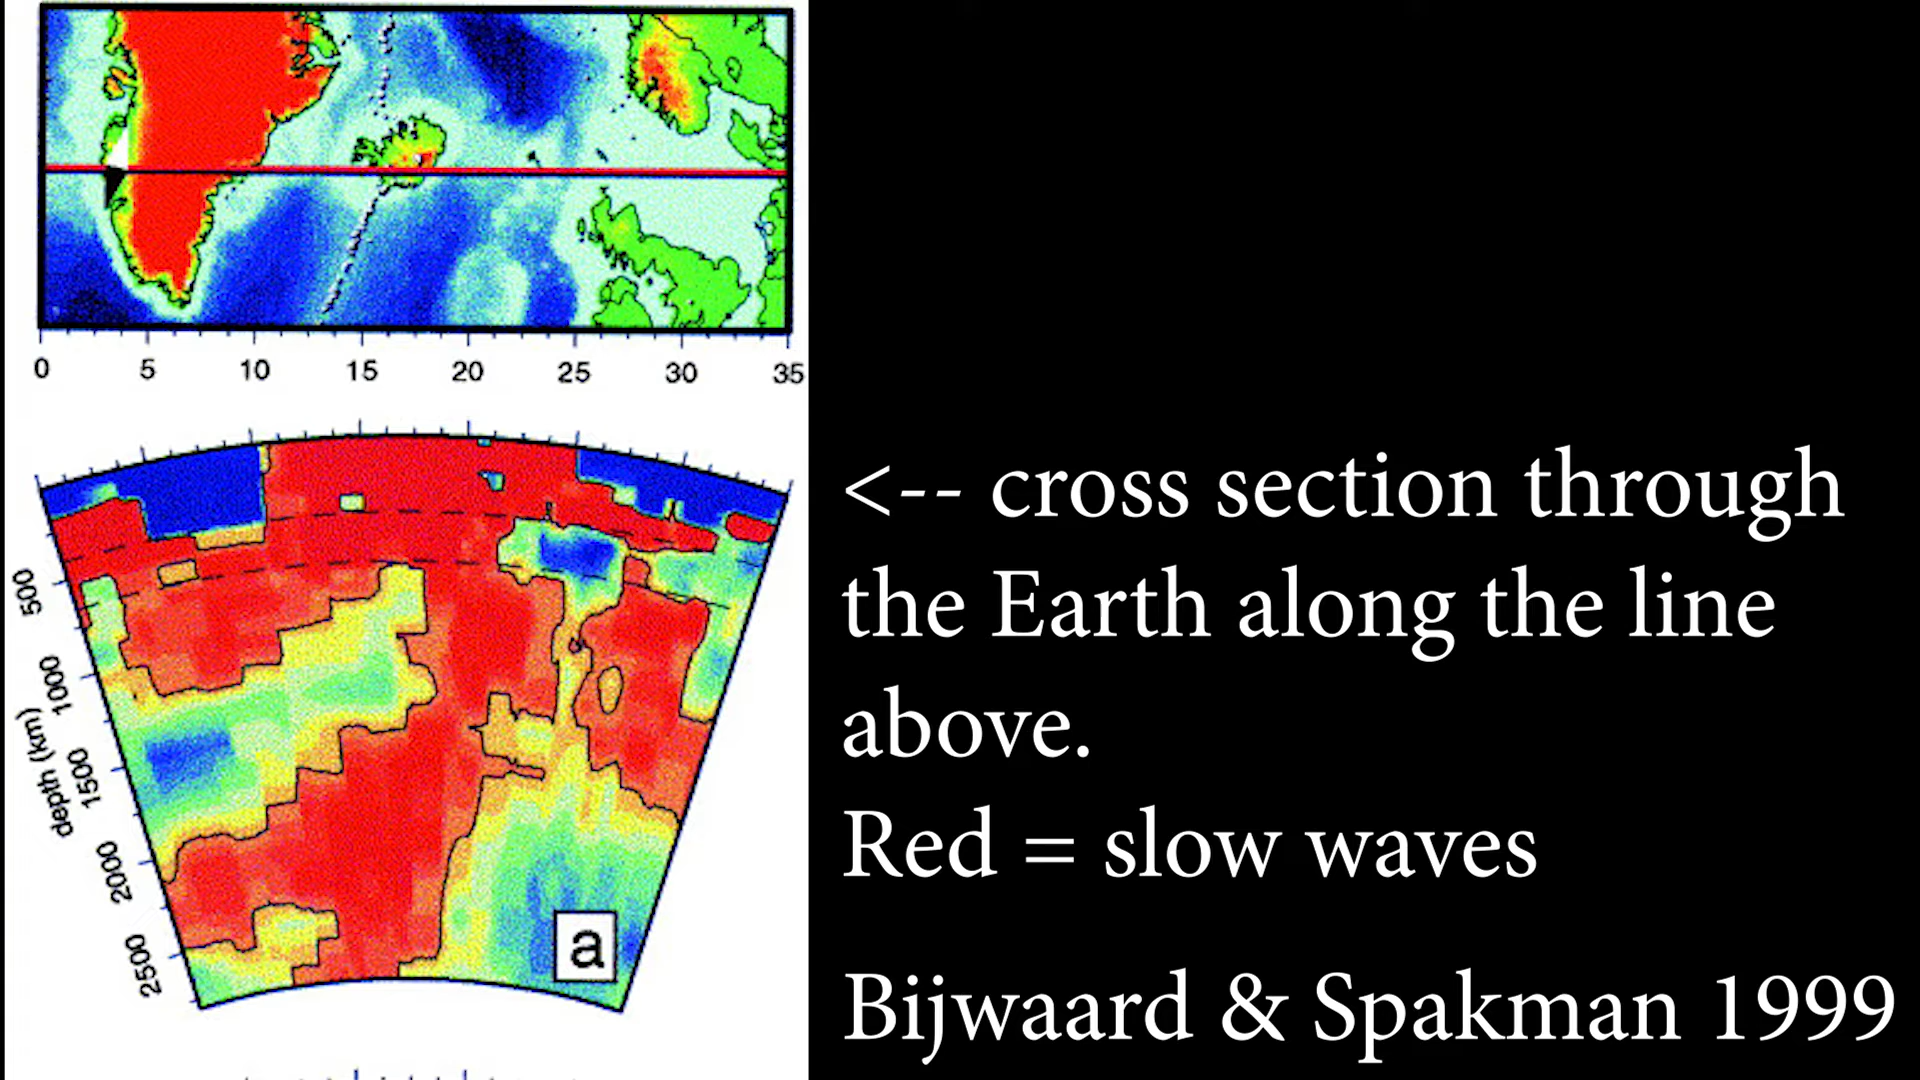 0 5 10 15 20 25 30 35
<-- cross section through
the Earth along the line
above.
Red = slow waves
Bijwaard & Spakman 1999
500
1000
1500
2000
2500
depth (km)
a